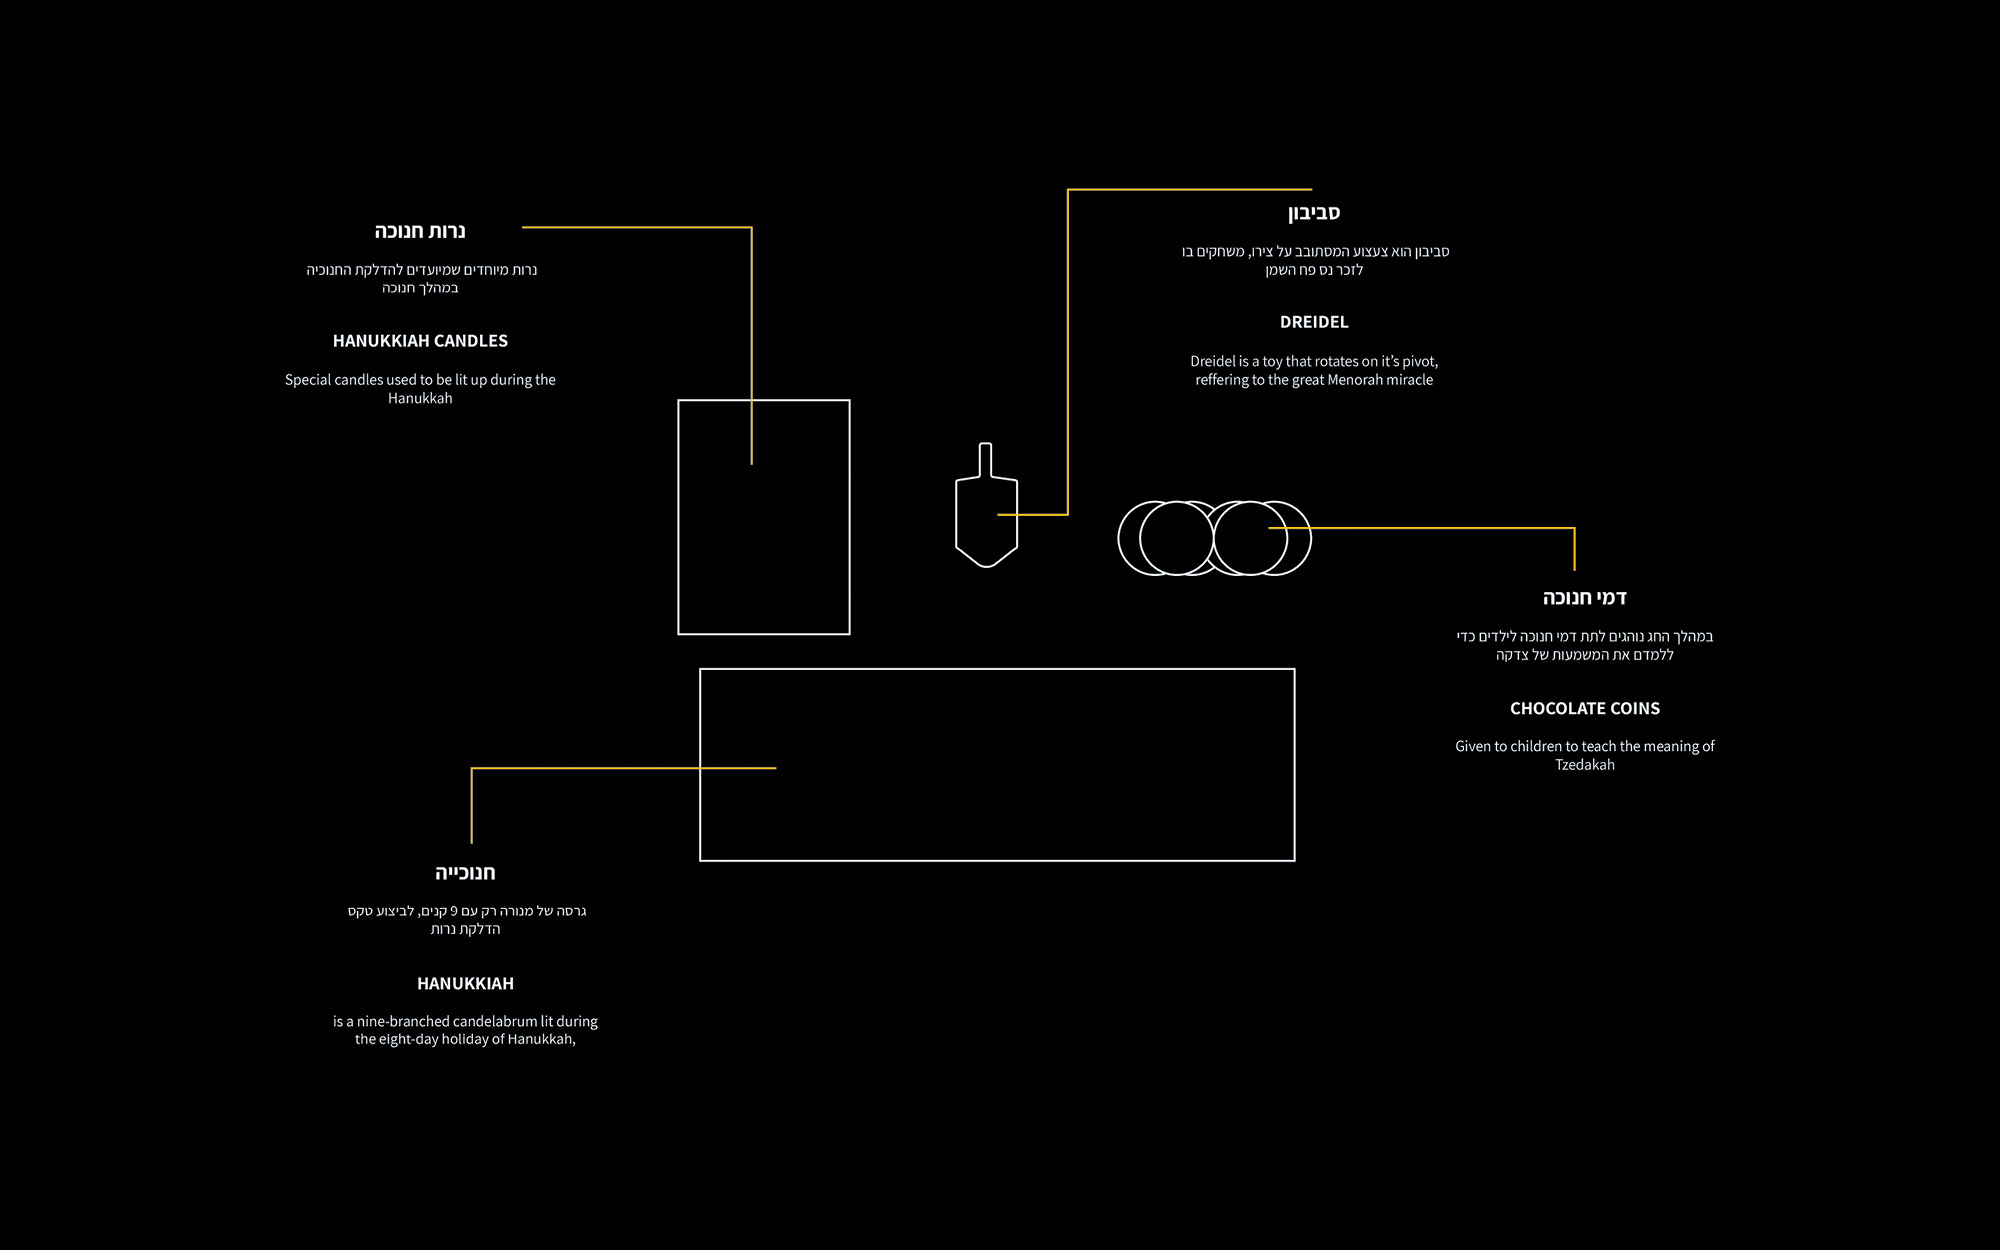 נרות חנוכה
נרות מיוחדים שמיועדים להדלקת החנוכיה
במהלך חנוכה
HANUKKIAH CANDLES
Special candles used to be lit up during the
Hanukkah
סביבון
סביבון הוא צעצוע המסתובב על צירו, משחקים בו
לזכר נס פח השמן
DREIDEL
Dreidel is a toy that rotates on it’s pivot,
reffering to the great Menorah miracle
דמי חנוכה
במהלך החג נוהגים לתת דמי חנוכה לילדים כדי
ללמדם את המשמעות של צדקה
CHOCOLATE COINS
Given to children to teach the meaning of
Tzedakah
חנוכייה
גרסה של מנורה רק עם 9 קנים, לביצוע טקס
הדלקת נרות
HANUKKIAH
is a nine-branched candelabrum lit during
the eight-day holiday of Hanukkah,